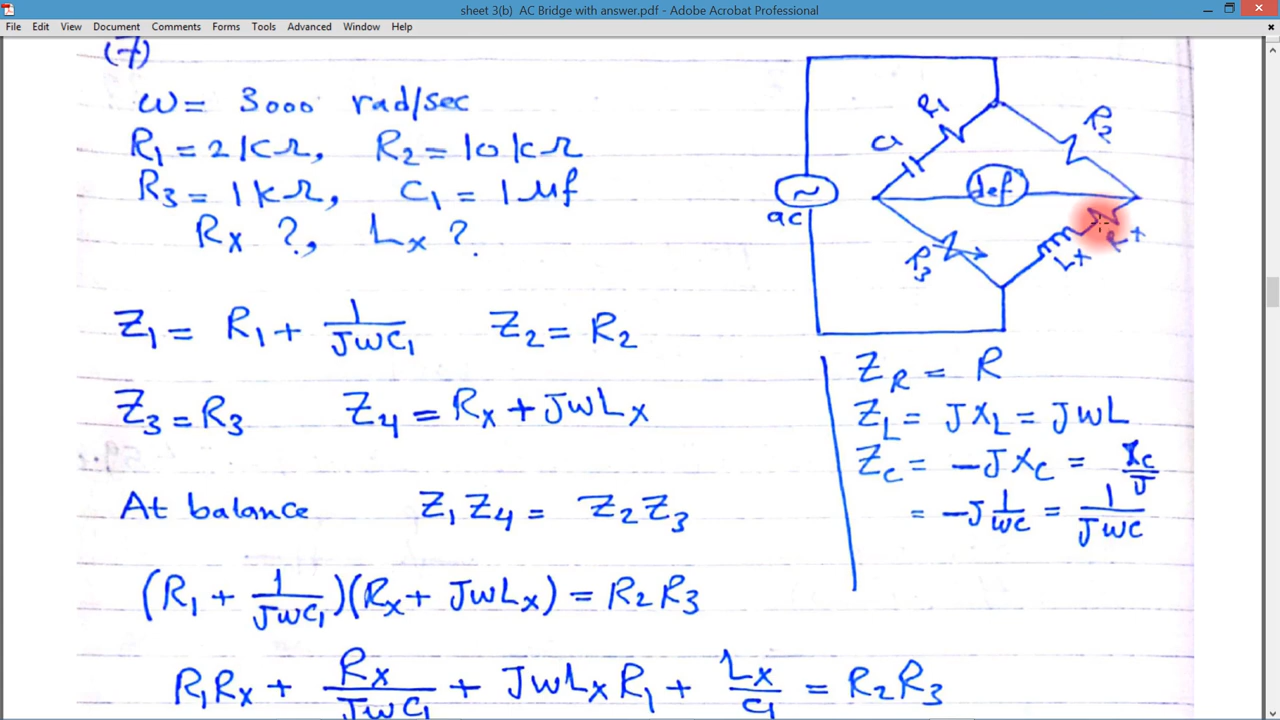 sheet 3(b) AC Bridge with answer.pdf - Adobe Acrobat Professional
File Edit View Document Comments Forms Tools Advanced Window Help
(7)
ω = 3000 rad/sec
R1 = 2 kΩ, R2 = 10 kΩ
R3 = 1 kΩ, C1 = 1 μf
Rx ?, Lx ?
R1
C1
R2
def
~
ac
R3
Lx
Rx
Z1 = R1 + 1/JωC1 Z2 = R2
Z3 = R3 Z4 = Rx + JωLx
At balance Z1Z4 = Z2Z3
(R1 + 1/JωC1)(Rx + JωLx) = R2R3
R1Rx + Rx/JωC1 + JωLxR1 + Lx/C1 = R2R3
ZR = R
ZL = JXL = JωL
ZC = -JXC = XC/J
= -J 1/ωC = 1/JωC